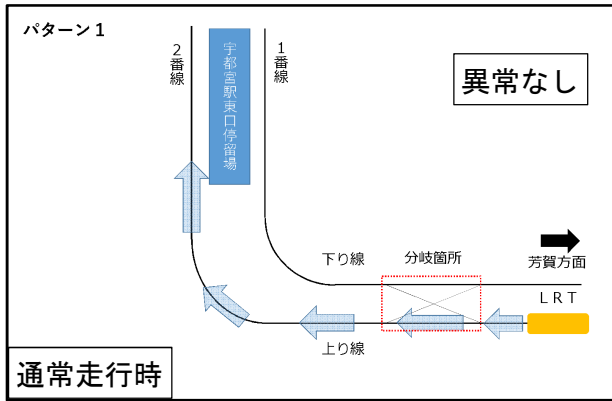 パターン1
2番線
宇都宮駅東口停留場
1番線
異常なし
下り線
分岐箇所
芳賀方面
LRT
上り線
通常走行時